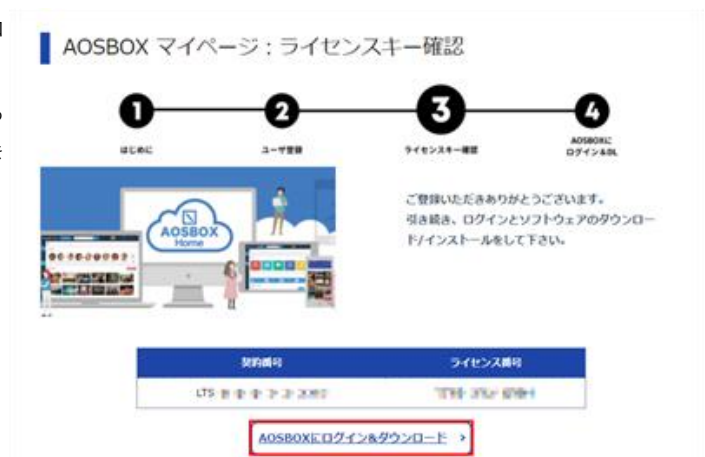 AOSBOX マイページ：ライセンスキー確認
1 2 3 4
はじめに ユーザ登録 ライセンスキー確認 AOSBOXに
ログイン&DL
AOSBOX
Home
ご登録いただきありがとうございます。
引き続き、ログインとソフトウェアのダウンロー
ド/インストールをして下さい。
契約番号 ライセンス番号
LTS
AOSBOXにログイン&ダウンロード >